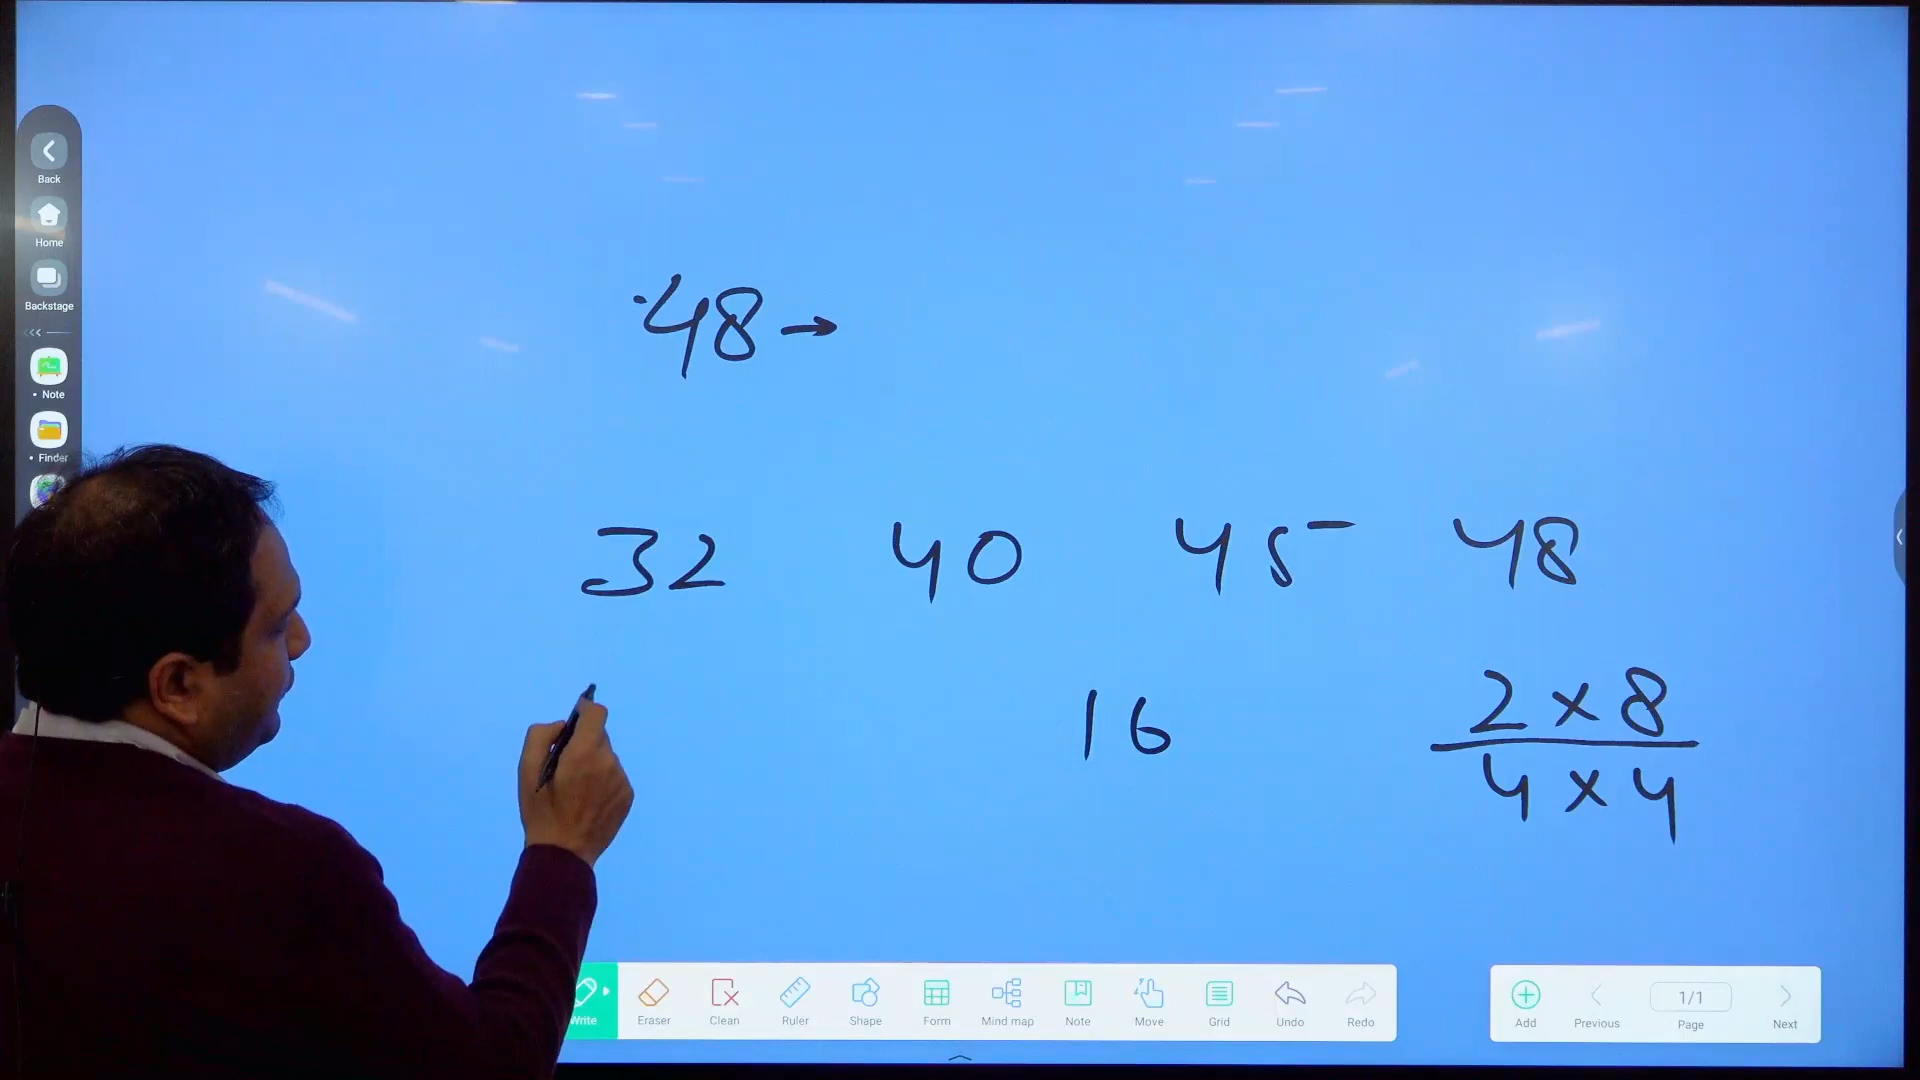 Back
Home
Backstage
Note
Finder
48 →
32 40 45 48
16
2 × 8
4 × 4
Write Eraser Clean Ruler Shape Form Mind map Note Move Grid Undo Redo
Add Previous 1/1 Page Next